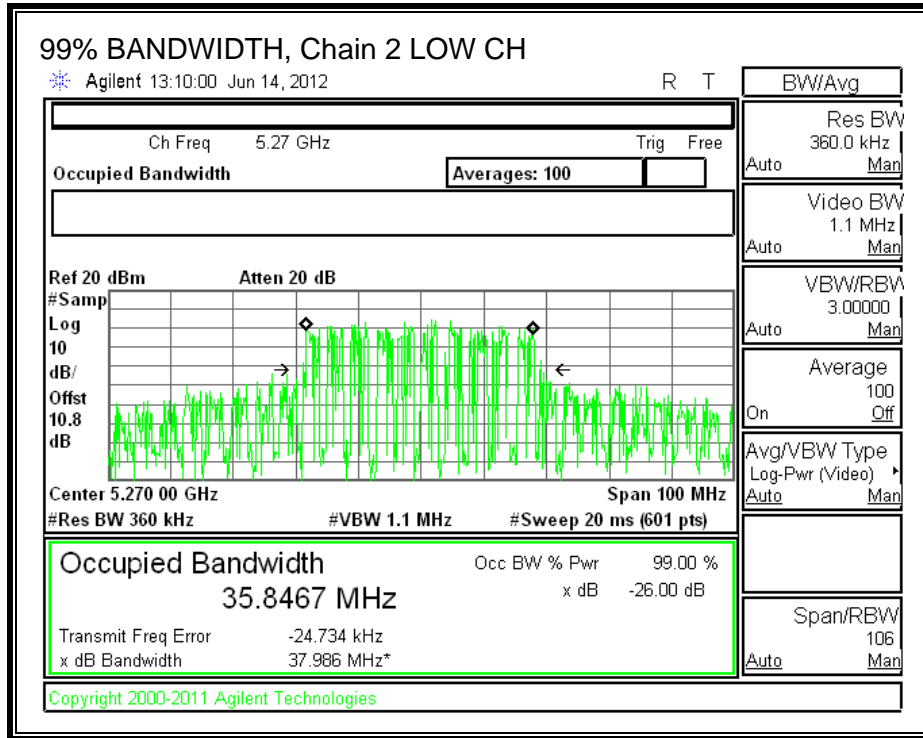 99% BANDWIDTH, Chain 2 LOW CH
Agilent 13:10:00 Jun 14, 2012 R T
Ch Freq 5.27 GHz Trig Free
Occupied Bandwidth Averages: 100
Ref 20 dBm Atten 20 dB
#Samp
Log
10
dB/
Offst
10.8
dB
Center 5.270 00 GHz Span 100 MHz
#Res BW 360 kHz #VBW 1.1 MHz #Sweep 20 ms (601 pts)
Occupied Bandwidth Occ BW % Pwr 99.00 %
35.8467 MHz x dB -26.00 dB
Transmit Freq Error -24.734 kHz
x dB Bandwidth 37.986 MHz*
Copyright 2000-2011 Agilent Technologies
BW/Avg
Res BW
360.0 kHz
Auto Man
Video BW
1.1 MHz
Auto Man
VBW/RBW
3.00000
Auto Man
Average
100
On Off
Avg/VBW Type
Log-Pwr (Video)
Auto Man
Span/RBW
106
Auto Man